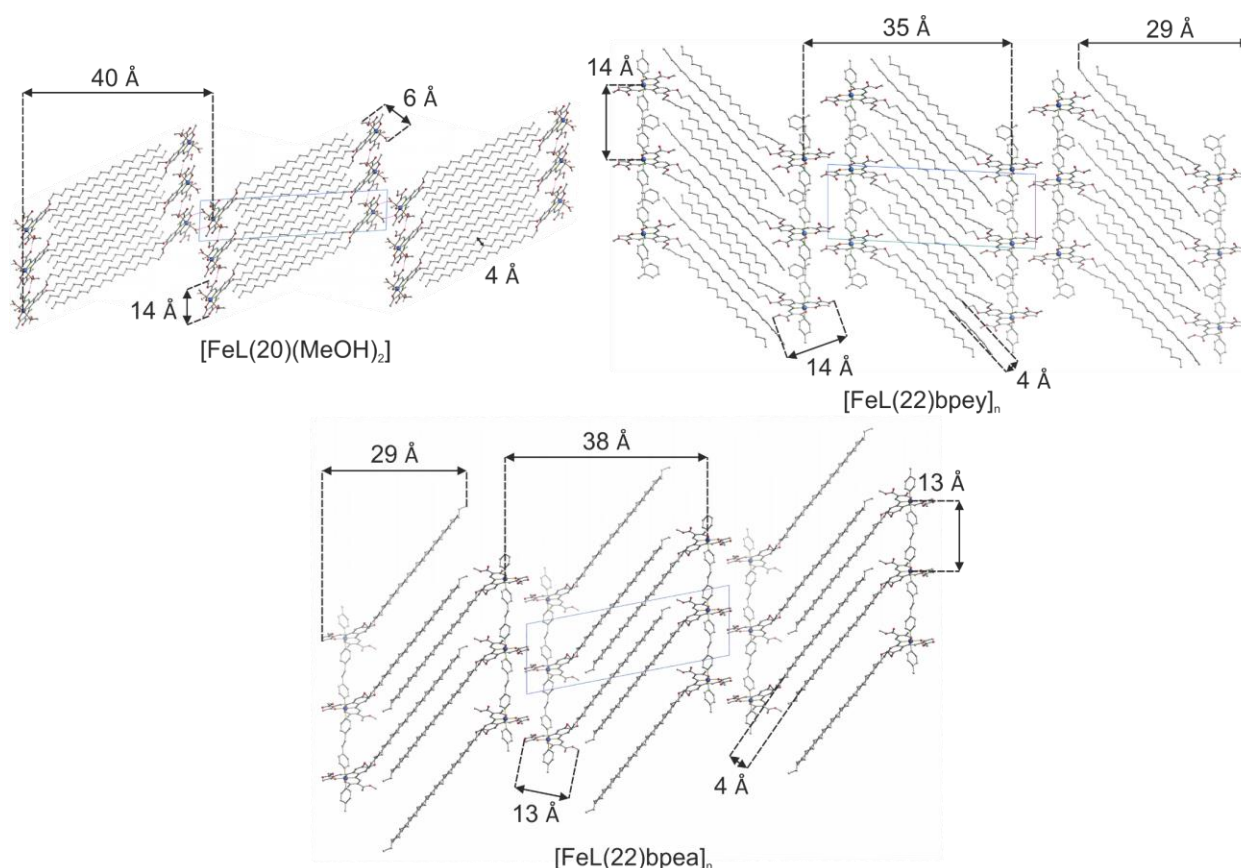 40 Å
6 Å
4 Å
14 Å
[FeL(20)(MeOH)₂]
35 Å
29 Å
14 Å
14 Å
4 Å
[FeL(22)bpey]ₙ
29 Å
38 Å
13 Å
4 Å
13 Å
[FeL(22)bpea]ₙ